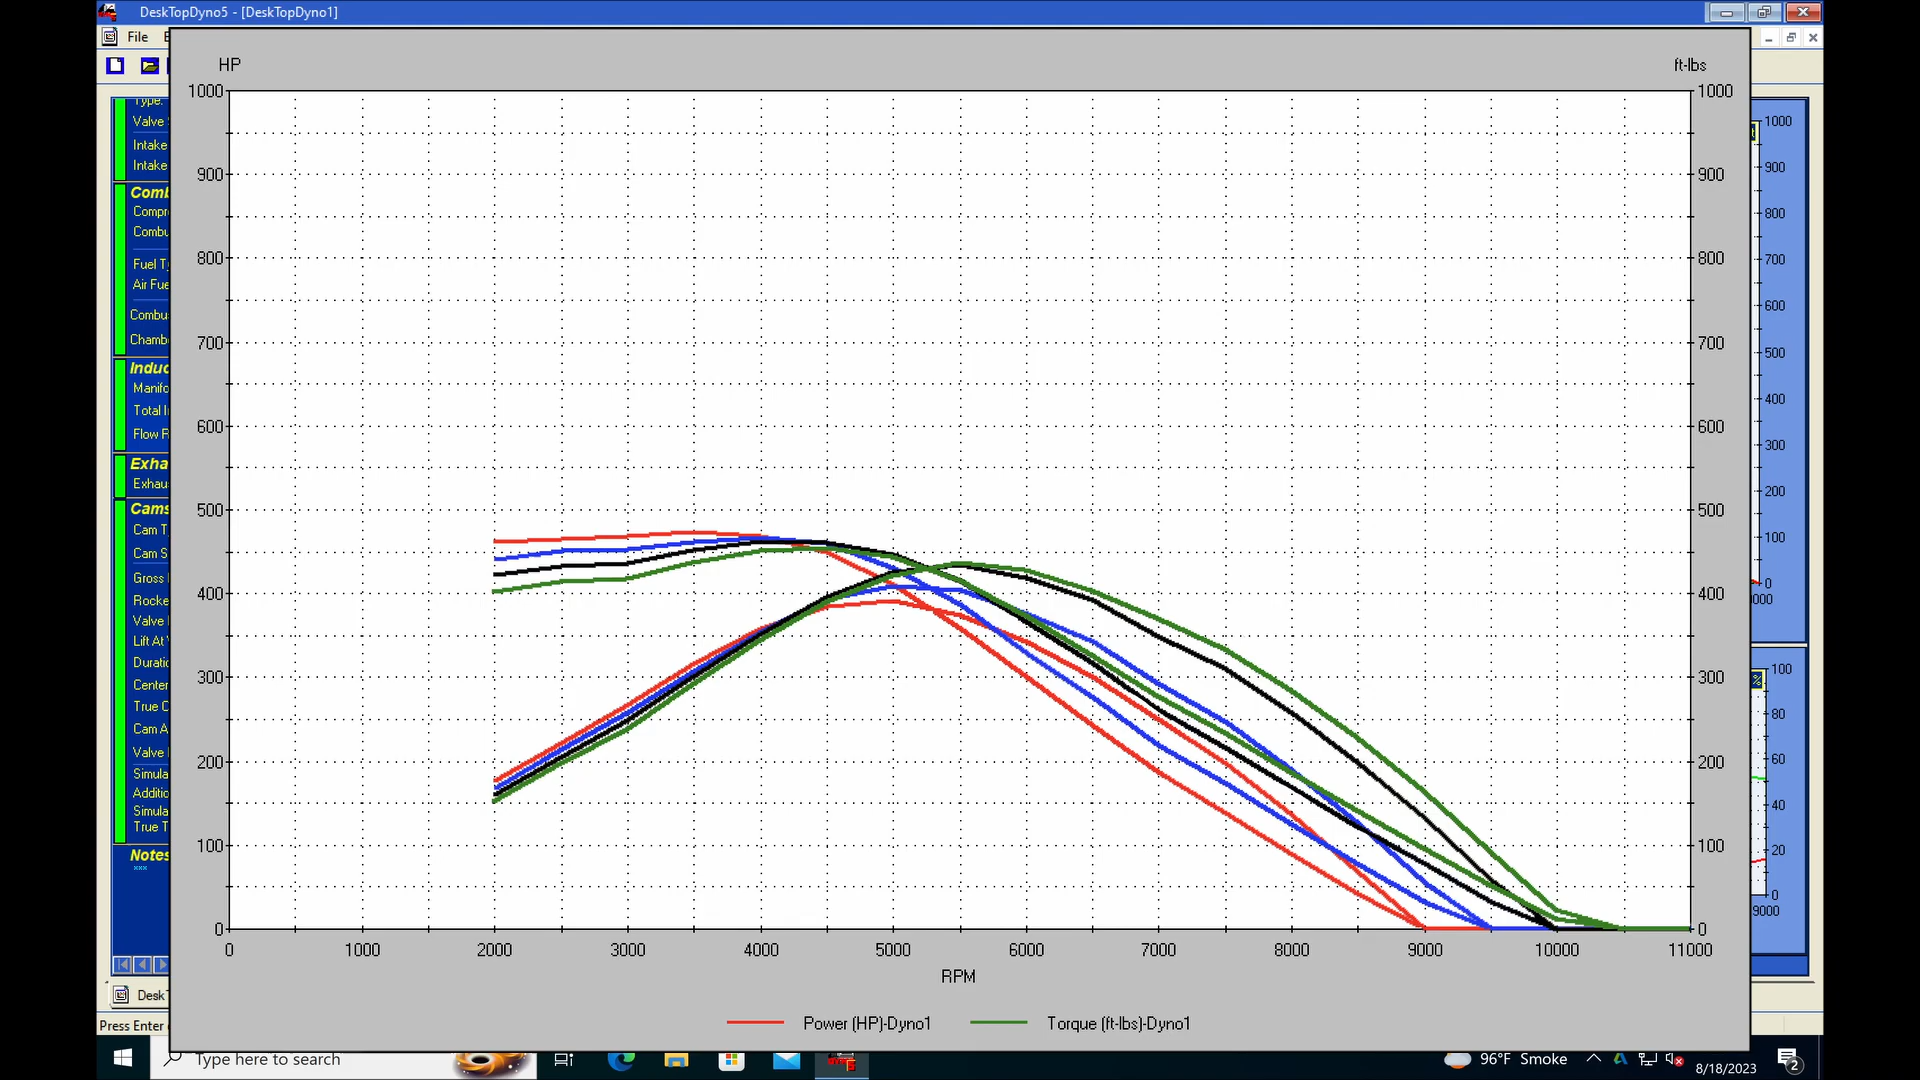 DeskTopDyno5 - [DeskTopDyno1]
File
HP
ft-lbs
1000
900
800
700
600
500
400
300
200
100
0
1000
900
800
700
600
500
400
300
200
100
0
0 1000 2000 3000 4000 5000 6000 7000 8000 9000 10000 11000
RPM
Power (HP)-Dyno1 Torque (ft-lbs)-Dyno1
Type:
Valve
Intake
Intake
Comb
Compr
Combu
Fuel T
Air Fue
Combu
Chamb
Induc
Manifo
Total I
Flow R
Exha
Exhau
Cams
Cam T
Cam S
Gross
Rocke
Valve
Lift At
Duratio
Center
True C
Cam A
Valve
Simula
Additio
Simula
True T
Notes
***
Desk
Press Enter
1000
900
800
700
600
500
400
300
200
100
0
000
100
%
80
60
40
20
0
9000
Type here to search
96°F Smoke
8/18/2023
2